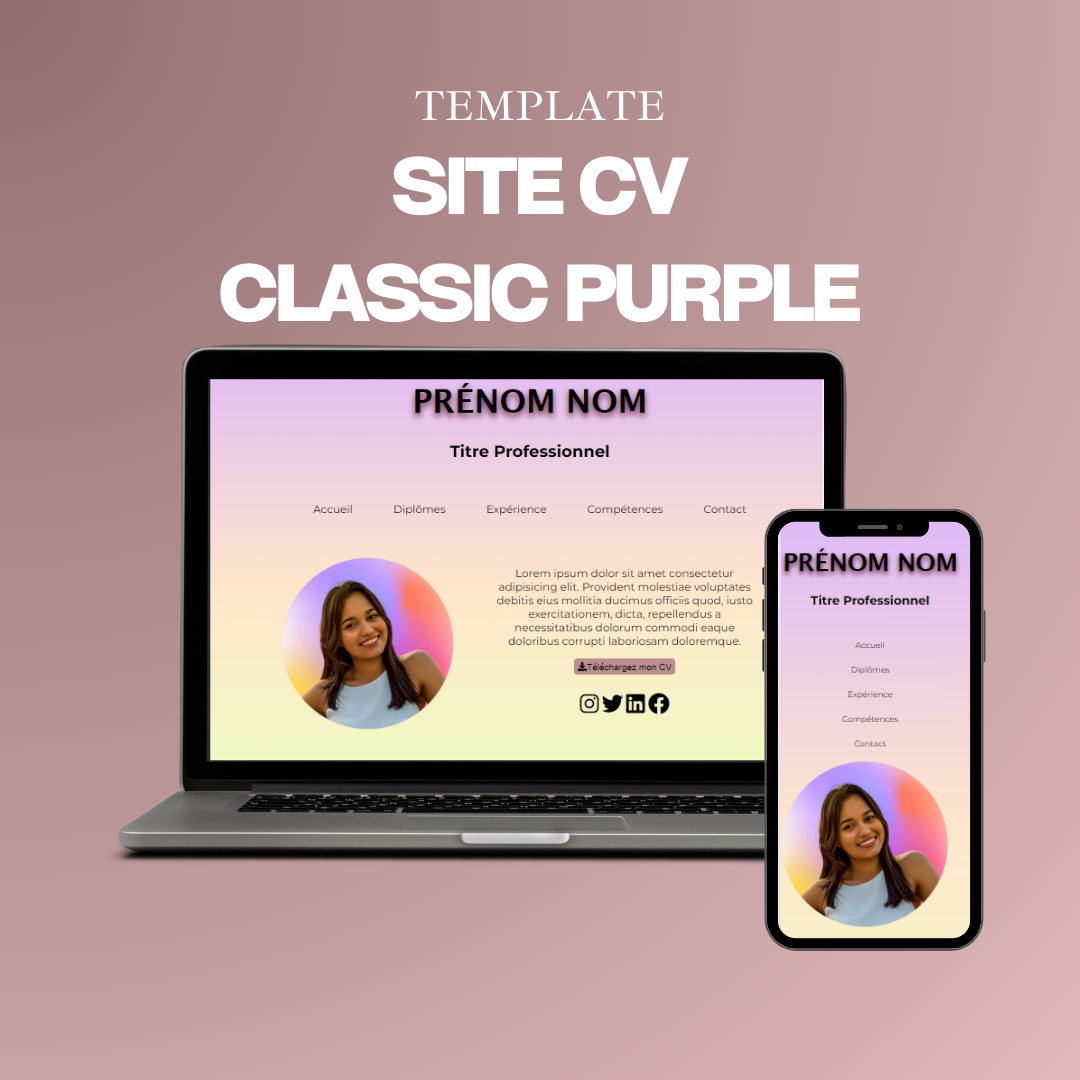 TEMPLATE
SITE CV
CLASSIC PURPLE
PRÉNOM NOM
Titre Professionnel
Accueil Diplômes Expérience Compétences Contact
Lorem ipsum dolor sit amet consectetur
adipisicing elit. Provident molestiae voluptates
debitis eius mollitia ducimus officiis quod, iusto
exercitationem, dicta, repellendus a
necessitatibus dolorum commodi eaque
doloribus corrupti laboriosam doloremque.
Téléchargez mon CV
PRÉNOM NOM
Titre Professionnel
Accueil
Diplômes
Expérience
Compétences
Contact